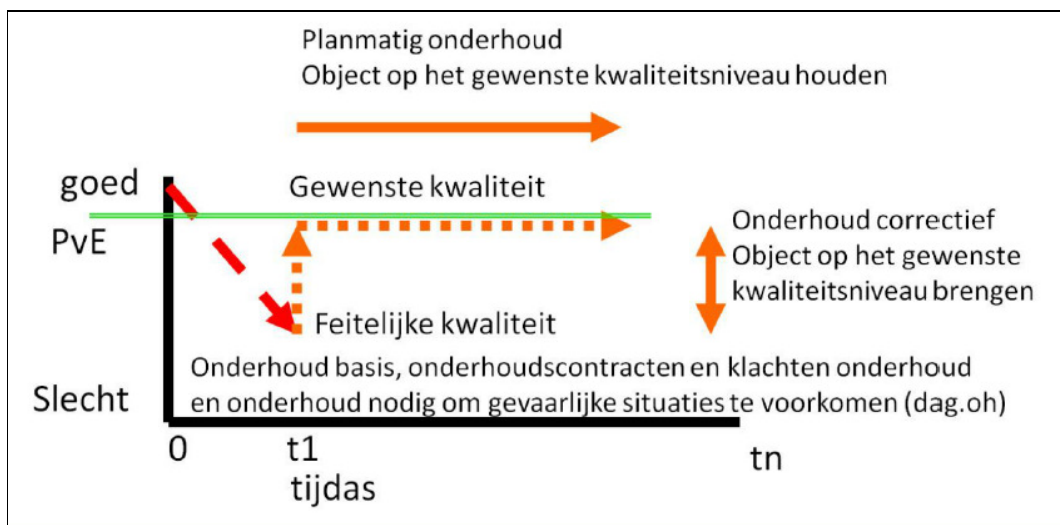 Planmatig onderhoud
Object op het gewenste kwaliteitsniveau houden
goed
Gewenste kwaliteit
PvE
Onderhoud correctief
Object op het gewenste
kwaliteitsniveau brengen
Feitelijke kwaliteit
Onderhoud basis, onderhoudscontracten en klachten onderhoud
en onderhoud nodig om gevaarlijke situaties te voorkomen (dag.oh)
Slecht
0
t1
tn
tijdas